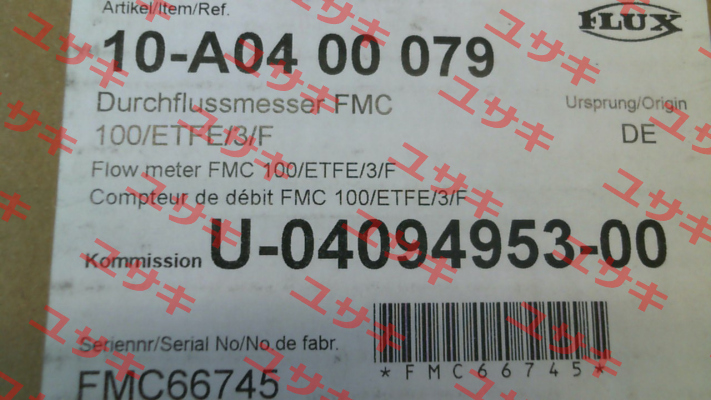 Artikel/Item/Ref.
FLUX
10-A04 00 079
Durchflussmesser FMC
100/ETFE/3/F
Ursprung/Origin
DE
Flow meter FMC 100/ETFE/3/F
Compteur de débit FMC 100/ETFE/3/F
Kommission U-04094953-00
Seriennr/Serial No/No.de fabr.
FMC66745
*FMC66745*
ユサキ